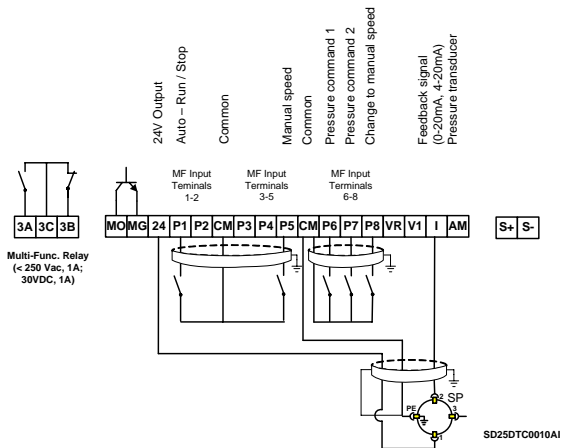 24V Output
Auto – Run / Stop
Common
Manual speed
Common
Pressure command 1
Pressure command 2
Change to manual speed
Feedback signal
(0-20mA, 4-20mA)
Pressure transducer
MF Input
Teminals
1-2
MF Input
Terminals
3-5
MF Input
Terminals
6-8
3A 3C 3B
MO MG 24 P1 P2 CM P3 P4 P5 CM P6 P7 P8 VR V1 I AM
S+ S-
Multi-Func. Relay
(< 250 Vac, 1A;
30VDC, 1A)
2 SP
PE 3
1
SD25DTC0010AI